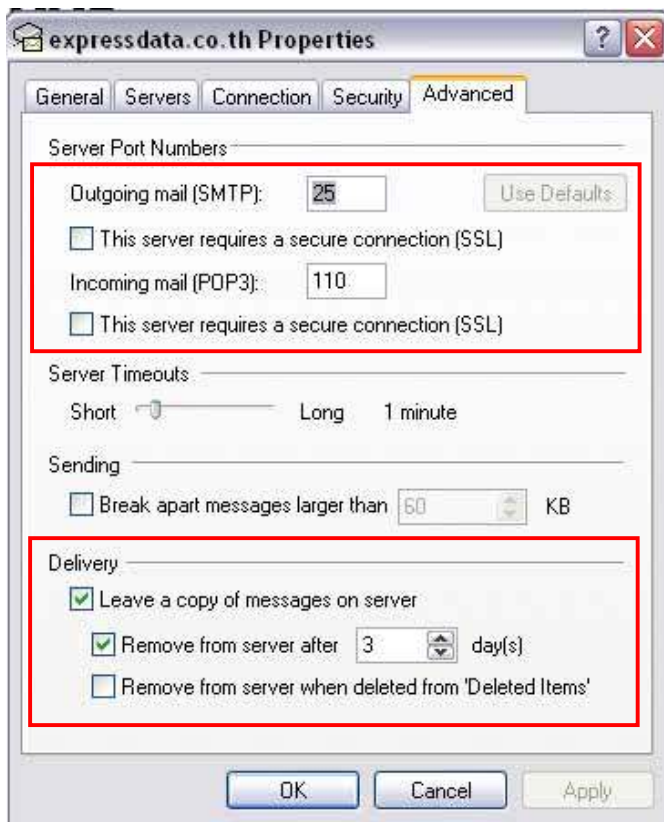 expressdata.co.th Properties
General Servers Connection Security Advanced
Server Port Numbers
Outgoing mail (SMTP): 25 Use Defaults
This server requires a secure connection (SSL)
Incoming mail (POP3): 110
This server requires a secure connection (SSL)
Server Timeouts
Short Long 1 minute
Sending
Break apart messages larger than 60 KB
Delivery
Leave a copy of messages on server
Remove from server after 3 day(s)
Remove from server when deleted from 'Deleted Items'
OK Cancel Apply